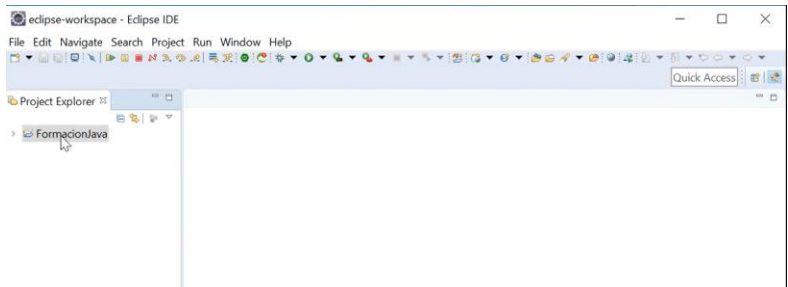 eclipse-workspace - Eclipse IDE
File Edit Navigate Search Project Run Window Help
Quick Access
Project Explorer
FormacionJava